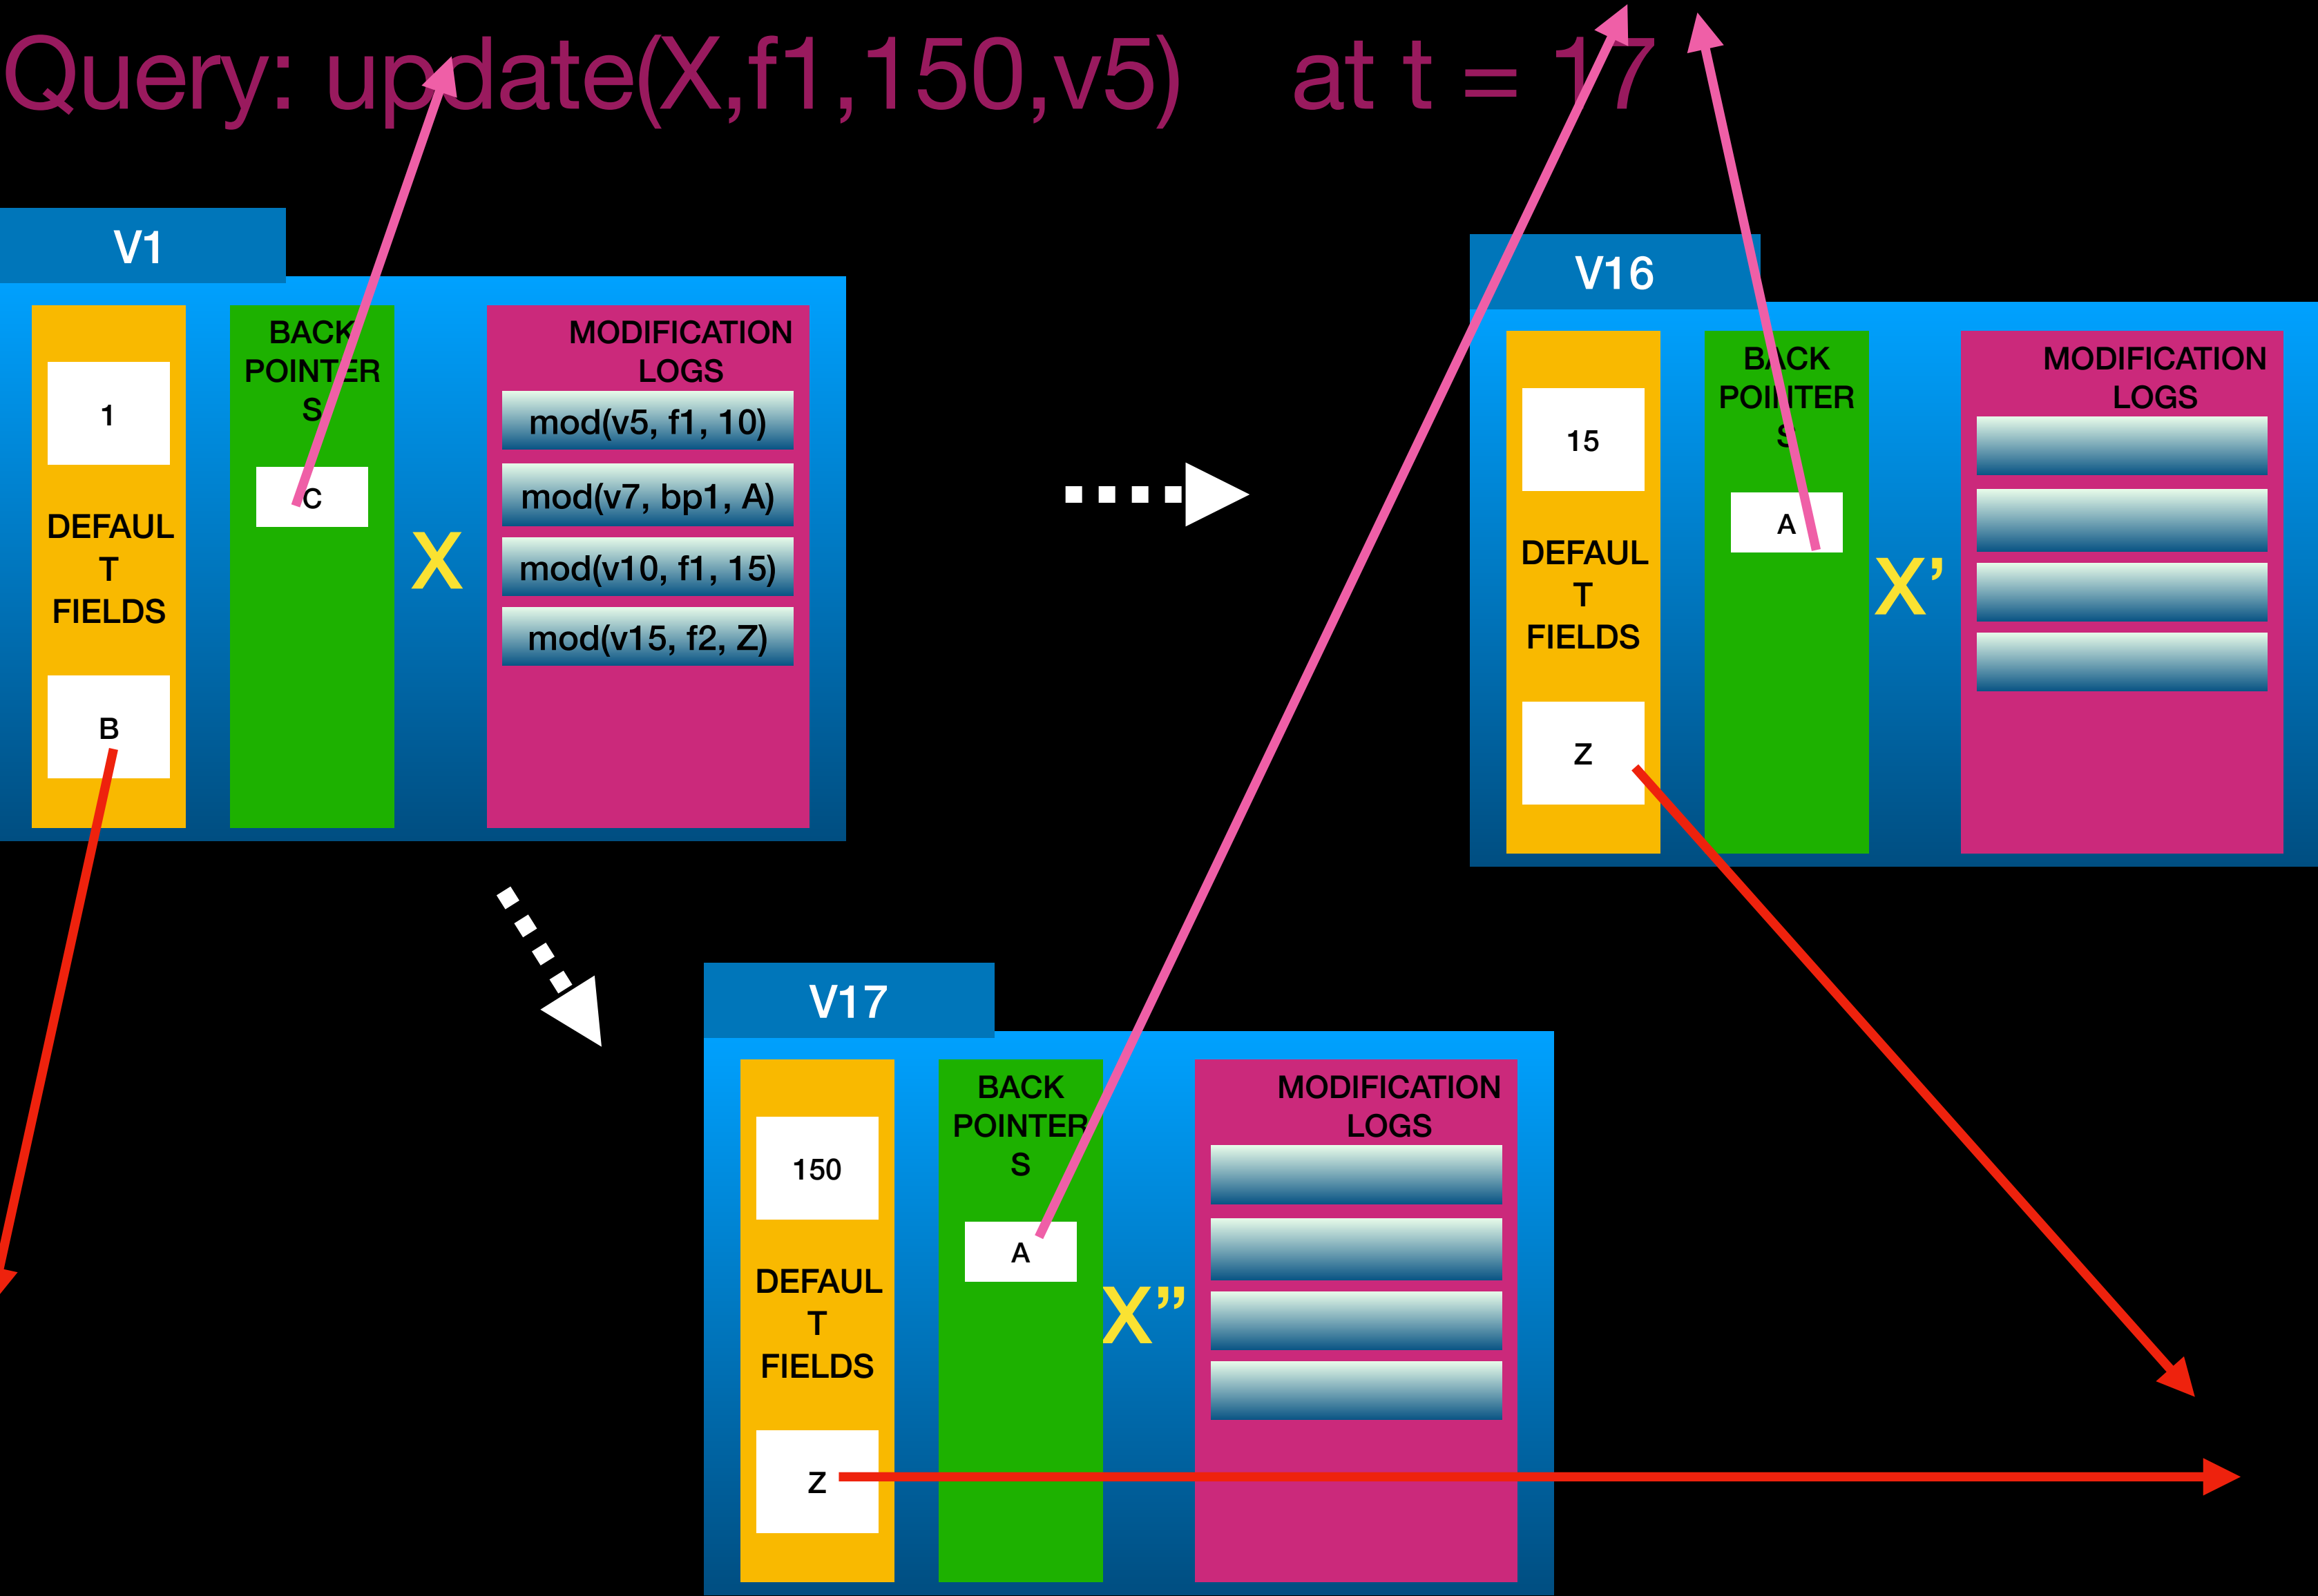 Query: update(X,f1,150,v5) at t = 17
V1
1
DEFAUL
T
FIELDS
B
BACK
POINTER
S
C
X
MODIFICATION
LOGS
mod(v5, f1, 10)
mod(v7, bp1, A)
mod(v10, f1, 15)
mod(v15, f2, Z)
V16
15
DEFAUL
T
FIELDS
Z
BACK
POINTER
S
A
X’
MODIFICATION
LOGS
V17
150
DEFAUL
T
FIELDS
Z
BACK
POINTER
S
A
X”
MODIFICATION
LOGS